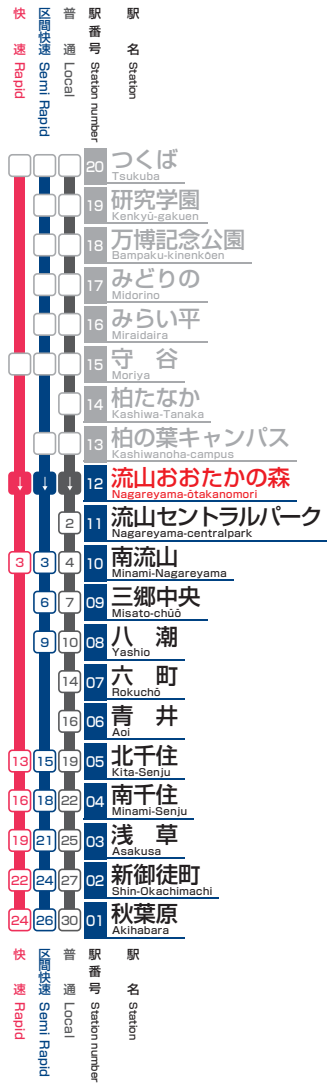 快速 Rapid
区間快速 Semi Rapid
普通 Local
駅番号 Station number
駅名 Station
20 つくば
Tsukuba
19 研究学園
Kenkyū-gakuen
18 万博記念公園
Bampaku-kinenkōen
17 みどりの
Midorino
16 みらい平
Miraidaira
15 守 谷
Moriya
14 柏たなか
Kashiwa-Tanaka
13 柏の葉キャンパス
Kashiwanoha-campus
↓ ↓ ↓ 12 流山おおたかの森
Nagareyama-ōtakanomori
2 11 流山セントラルパーク
Nagareyama-centralpark
3 3 4 10 南流山
Minami-Nagareyama
6 7 09 三郷中央
Misato-chūō
9 10 08 八 潮
Yashio
14 07 六 町
Rokuchō
16 06 青 井
Aoi
13 15 19 05 北千住
Kita-Senju
16 18 22 04 南千住
Minami-Senju
19 21 25 03 浅 草
Asakusa
22 24 27 02 新御徒町
Shin-Okachimachi
24 26 30 01 秋葉原
Akihabara
快速 Rapid
区間快速 Semi Rapid
普通 Local
駅番号 Station number
駅名 Station